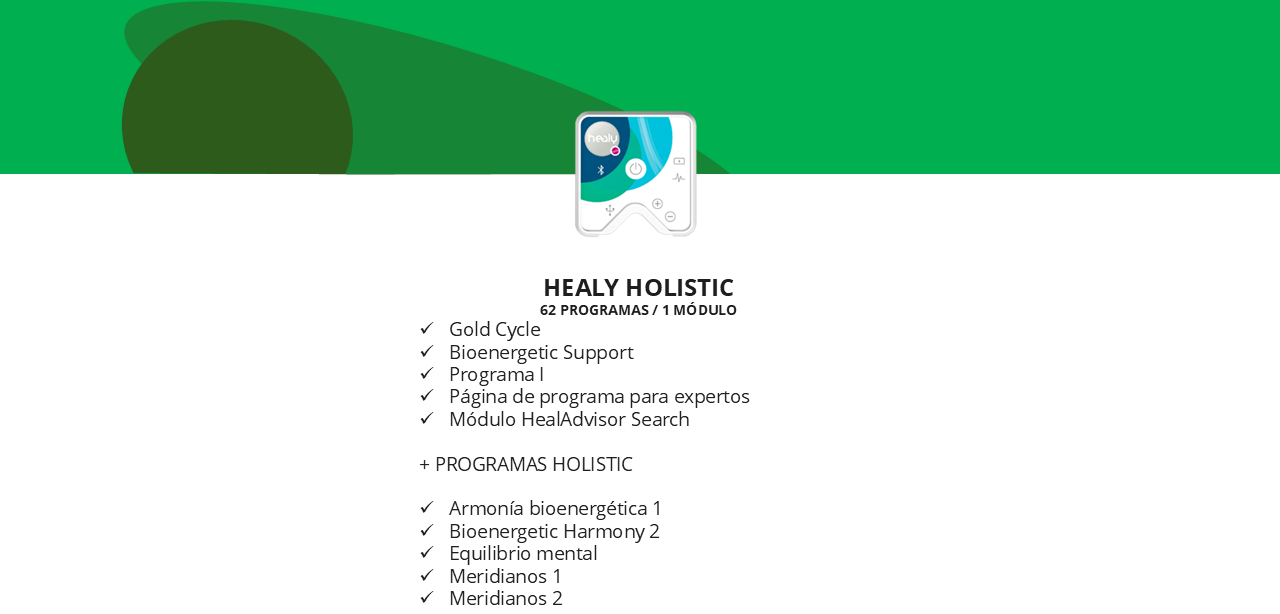 healy
HEALY HOLISTIC
62 PROGRAMAS / 1 MÓDULO
✓ Gold Cycle
✓ Bioenergetic Support
✓ Programa I
✓ Página de programa para expertos
✓ Módulo HealAdvisor Search
+ PROGRAMAS HOLISTIC
✓ Armonía bioenergética 1
✓ Bioenergetic Harmony 2
✓ Equilibrio mental
✓ Meridianos 1
✓ Meridianos 2